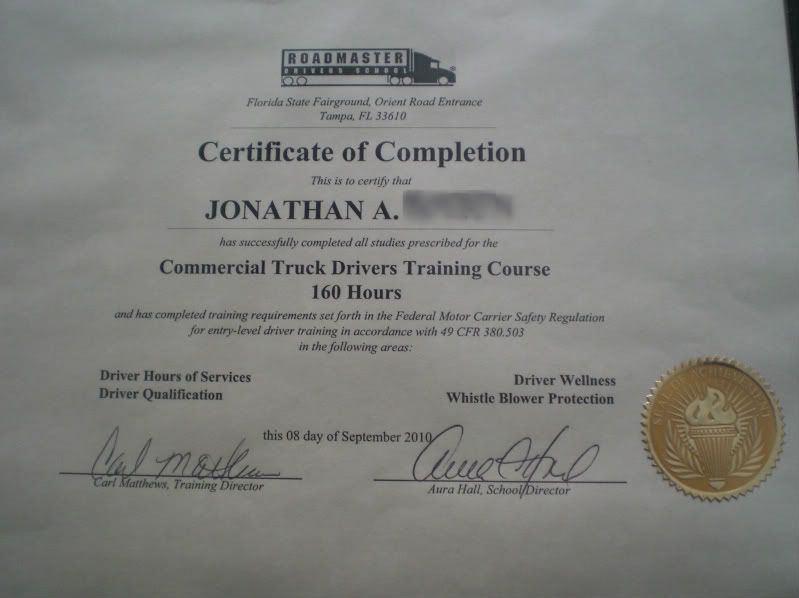 ROADMASTER
DRIVERS SCHOOL
Florida State Fairground, Orient Road Entrance
Tampa, FL 33610
Certificate of Completion
This is to certify that
JONATHAN A.
has successfully completed all studies prescribed for the
Commercial Truck Drivers Training Course
160 Hours
and has completed training requirements set forth in the Federal Motor Carrier Safety Regulation
for entry-level driver training in accordance with 49 CFR 380.503
in the following areas:
Driver Hours of Services
Driver Qualification
Driver Wellness
Whistle Blower Protection
this 08 day of September 2010
Carl Matthews, Training Director
Aura Hall, School Director